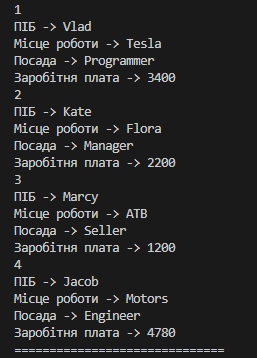 1
ПІБ -> Vlad
Місце роботи -> Tesla
Посада -> Programmer
Заробітня плата -> 3400
2
ПІБ -> Kate
Місце роботи -> Flora
Посада -> Manager
Заробітня плата -> 2200
3
ПІБ -> Marcy
Місце роботи -> ATB
Посада -> Seller
Заробітня плата -> 1200
4
ПІБ -> Jacob
Місце роботи -> Motors
Посада -> Engineer
Заробітня плата -> 4780
==============================